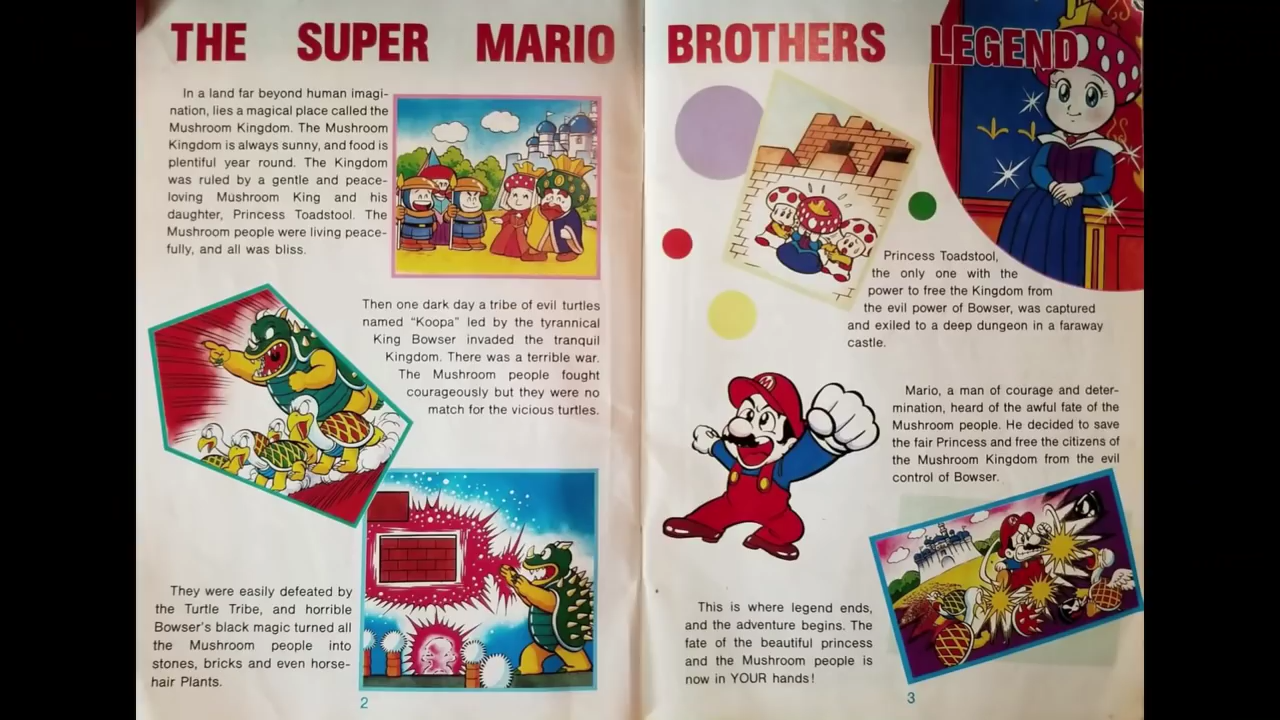 THE SUPER MARIO BROTHERS LEGEND
In a land far beyond human imagi-
nation, lies a magical place called the
Mushroom Kingdom. The Mushroom
Kingdom is always sunny, and food is
plentiful year round. The Kingdom
was ruled by a gentle and peace-
loving Mushroom King and his
daughter, Princess Toadstool. The
Mushroom people were living peace-
fully, and all was bliss.
Then one dark day a tribe of evil turtles
named "Koopa" led by the tyrannical
King Bowser invaded the tranquil
Kingdom. There was a terrible war.
The Mushroom people fought
courageously but they were no
match for the vicious turtles.
They were easily defeated by
the Turtle Tribe, and horrible
Bowser's black magic turned all
the Mushroom people into
stones, bricks and even horse-
hair Plants.
2
Princess Toadstool,
the only one with the
power to free the Kingdom from
the evil power of Bowser, was captured
and exiled to a deep dungeon in a faraway
castle.
M
Mario, a man of courage and deter-
mination, heard of the awful fate of the
Mushroom people. He decided to save
the fair Princess and free the citizens of
the Mushroom Kingdom from the evil
control of Bowser.
This is where legend ends,
and the adventure begins. The
fate of the beautiful princess
and the Mushroom people is
now in YOUR hands!
3